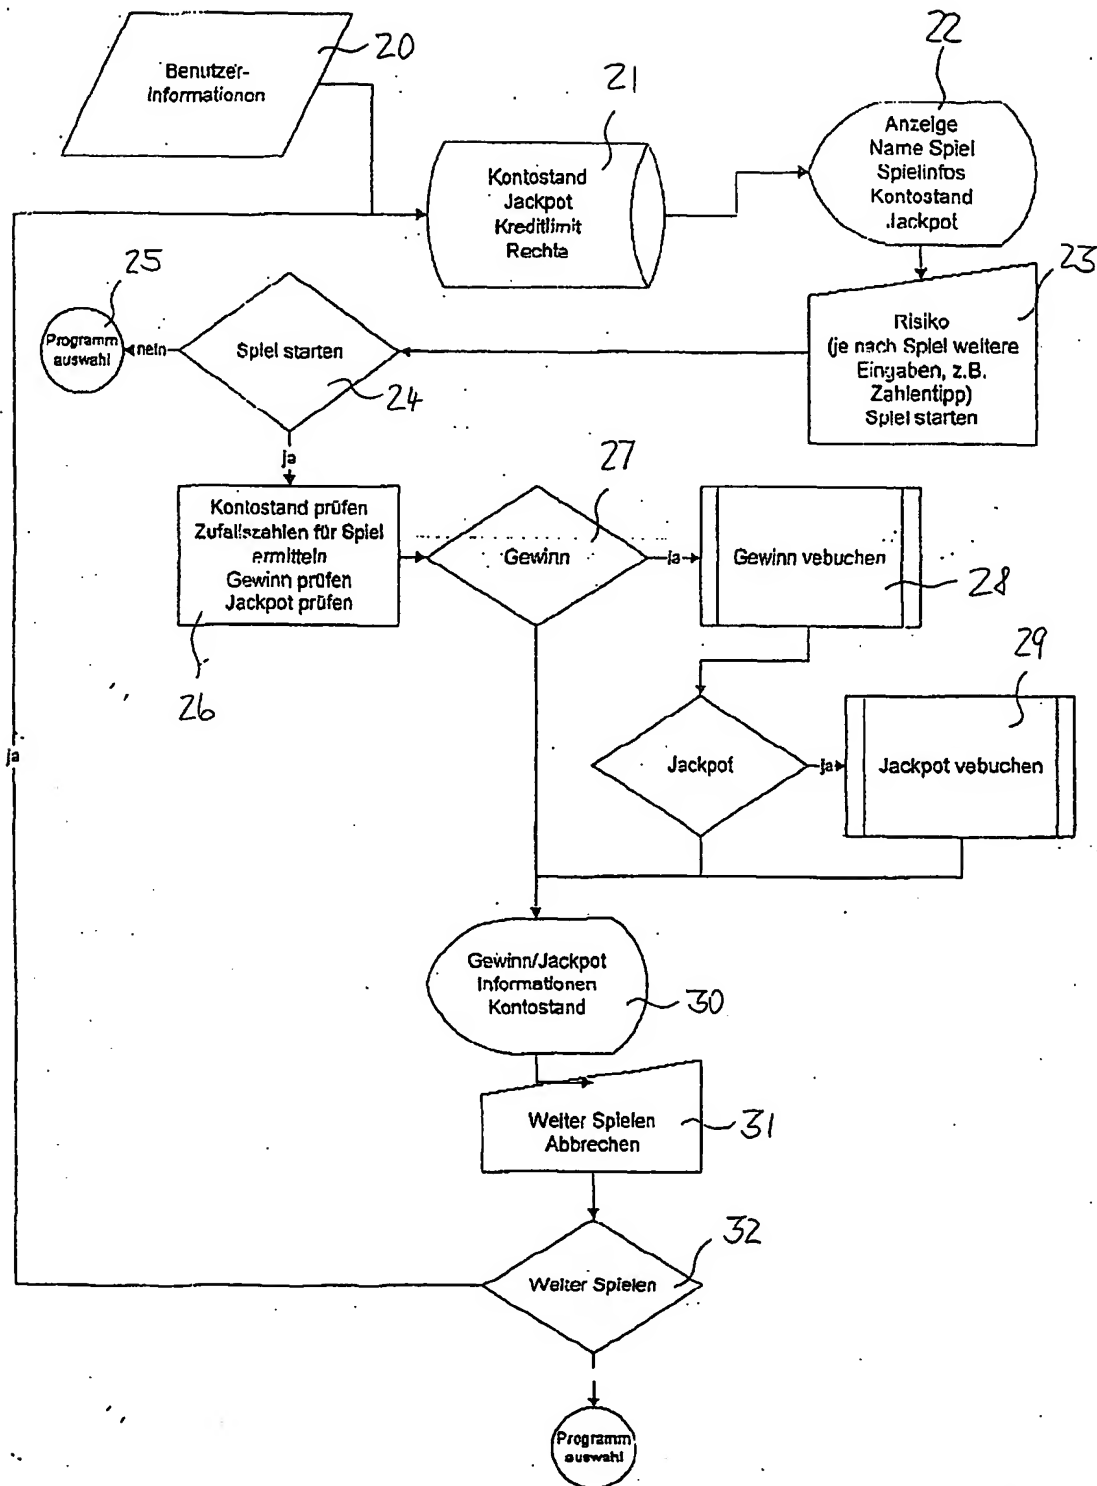 20
Benutzer-
informationen
21
Kontostand
Jackpot
Kreditlimit
Rechte
22
Anzeige
Name Spiel
Spielinfos
Kontostand
Jackpot
23
Risiko
(je nach Spiel weitere
Eingaben, z.B.
Zahlentipp)
Spiel starten
25
Programm
auswahl
nein
Spiel starten
24
ja
Kontostand prüfen
Zufallszahlen für Spiel
ermitteln
Gewinn prüfen
Jackpot prüfen
26
27
Gewinn
ja
Gewinn vebuchen
28
29
Jackpot
ja
Jackpot vebuchen
ja
Gewinn/Jackpot
Informationen
Kontostand
30
Weiter Spielen
Abbrechen
31
32
Weiter Spielen
Programm
auswahl